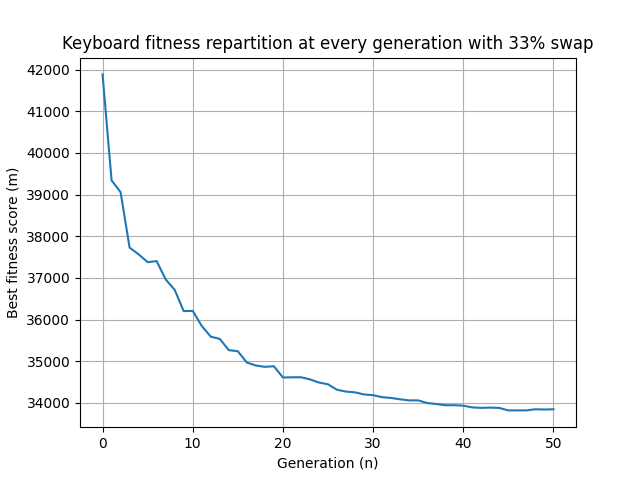 Keyboard fitness repartition at every generation with 33% swap
42000
41000
40000
39000
38000
37000
36000
35000
34000
Best fitness score (m)
0 10 20 30 40 50
Generation (n)